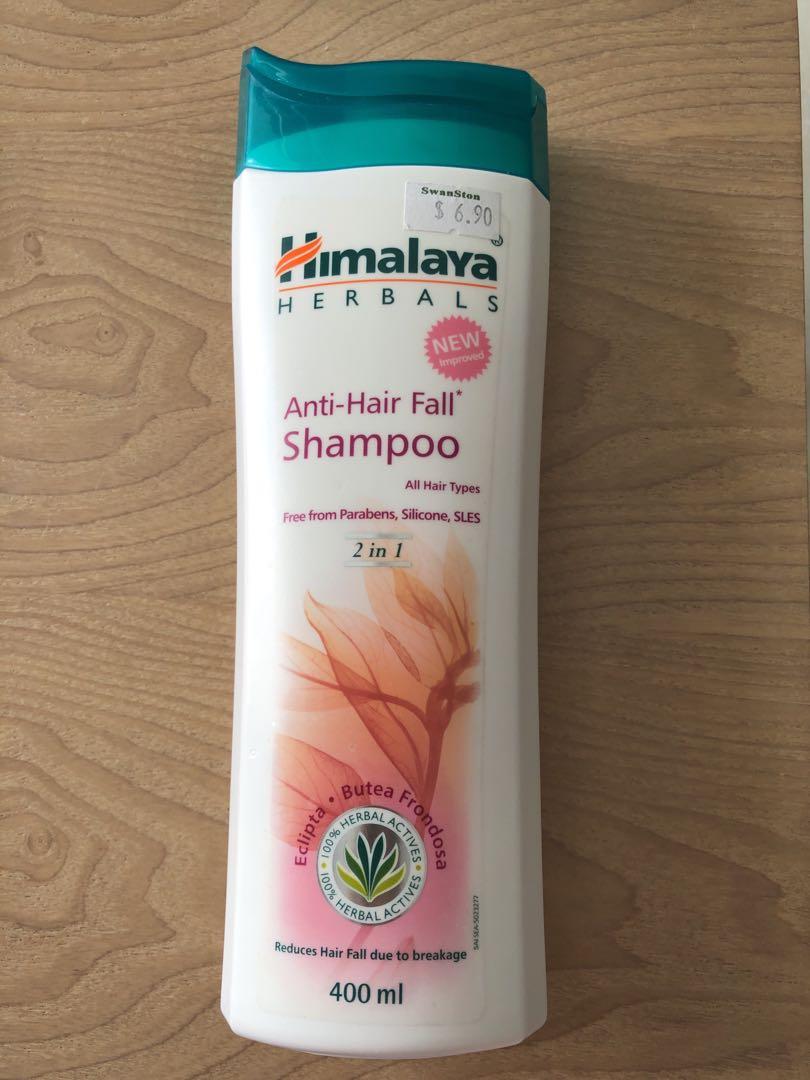 SwanSton
$ 6.90
Himalaya®
HERBALS
NEW
Improved
Anti-Hair Fall*
Shampoo
All Hair Types
Free from Parabens, Silicone, SLES
2 in 1
Eclipta • Butea Frondosa
100% HERBAL ACTIVES • 100% HERBAL ACTIVES •
Reduces Hair Fall due to breakage
400 ml